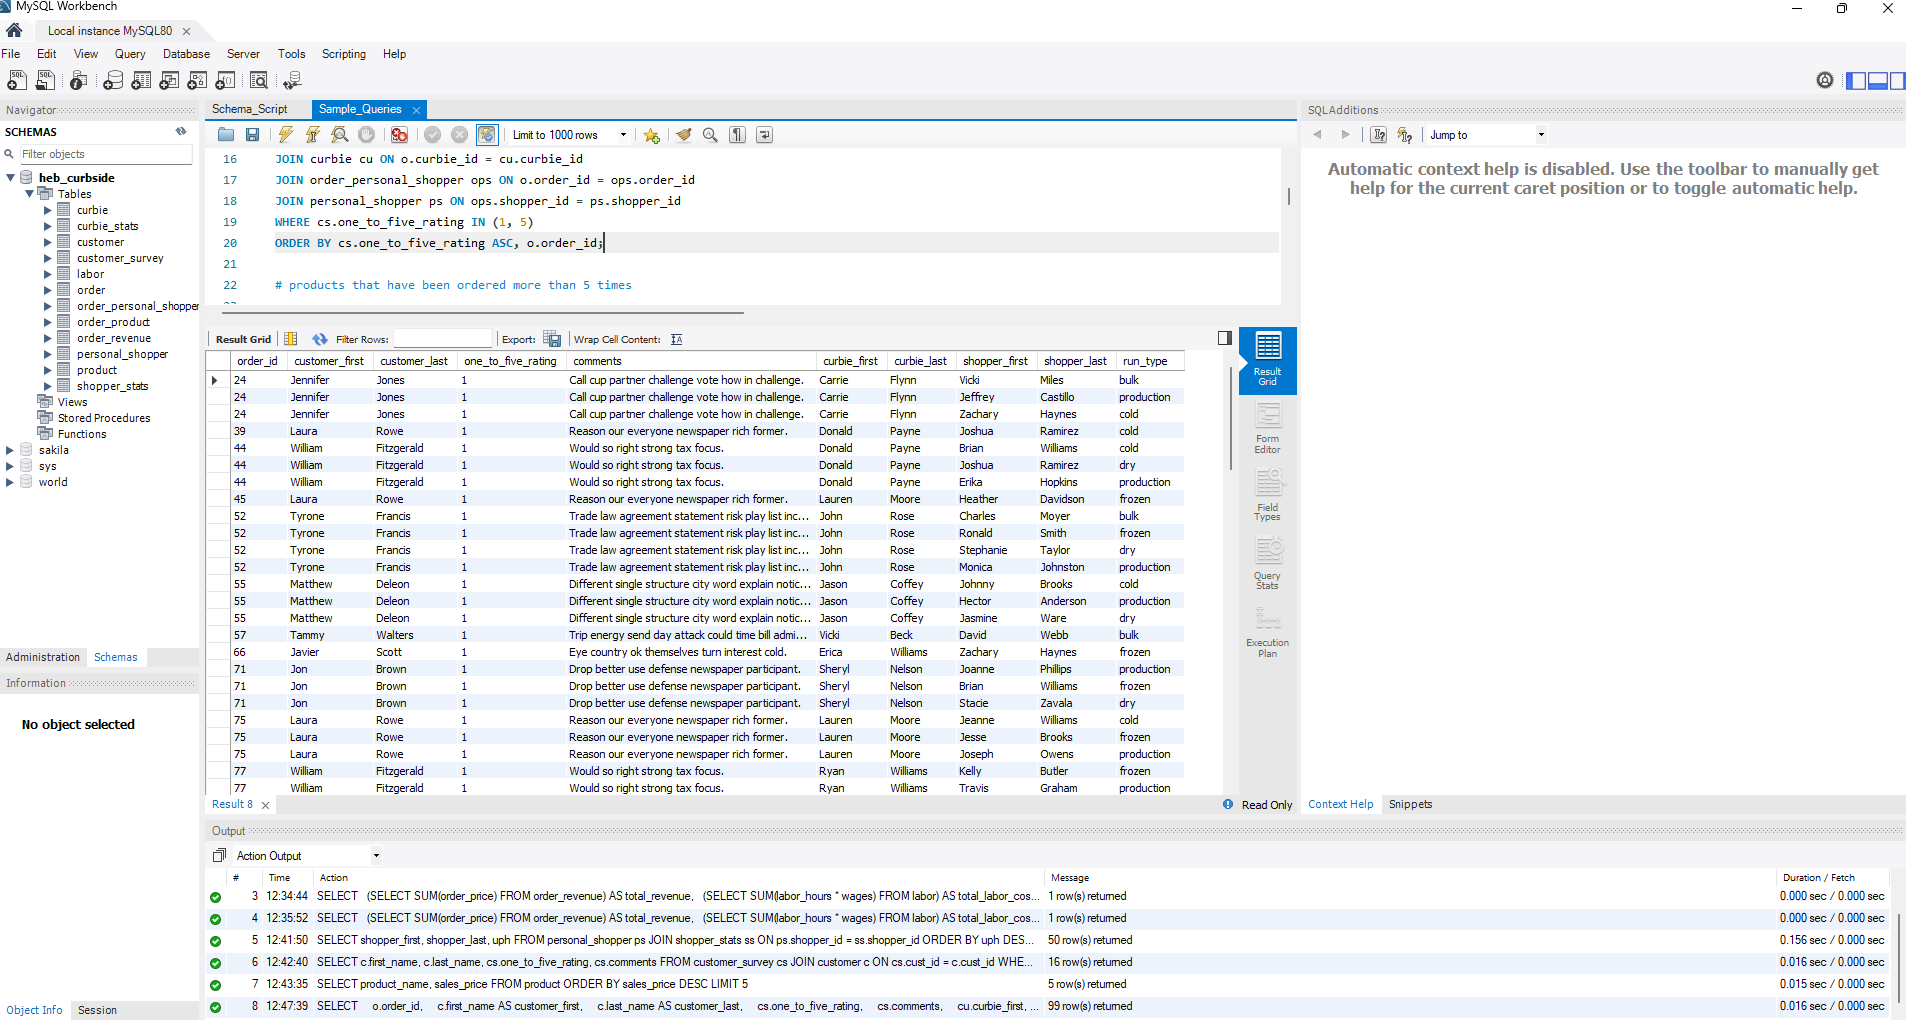 MySQL Workbench
Local instance MySQL80
File Edit View Query Database Server Tools Scripting Help
Navigator
SCHEMAS
Filter objects
heb_curbside
Tables
curbie
curbie_stats
customer
customer_survey
labor
order
order_personal_shopper
order_product
order_revenue
personal_shopper
product
shopper_stats
Views
Stored Procedures
Functions
sakila
sys
world
Administration Schemas
Information
No object selected
Object Info Session
Schema_Script Sample_Queries
Limit to 1000 rows
16 JOIN curbie cu ON o.curbie_id = cu.curbie_id
17 JOIN order_personal_shopper ops ON o.order_id = ops.order_id
18 JOIN personal_shopper ps ON ops.shopper_id = ps.shopper_id
19 WHERE cs.one_to_five_rating IN (1, 5)
20 ORDER BY cs.one_to_five_rating ASC, o.order_id;
21
22 # products that have been ordered more than 5 times
Result Grid Filter Rows: Export: Wrap Cell Content:
order_id customer_first customer_last one_to_five_rating comments curbie_first curbie_last shopper_first shopper_last run_type
24 Jennifer Jones 1 Call cup partner challenge vote how in challenge. Carrie Flynn Vicki Miles bulk
24 Jennifer Jones 1 Call cup partner challenge vote how in challenge. Carrie Flynn Jeffrey Castillo production
24 Jennifer Jones 1 Call cup partner challenge vote how in challenge. Carrie Flynn Zachary Haynes cold
39 Laura Rowe 1 Reason our everyone newspaper rich former. Donald Payne Joshua Ramirez cold
44 William Fitzgerald 1 Would so right strong tax focus. Donald Payne Brian Williams cold
44 William Fitzgerald 1 Would so right strong tax focus. Donald Payne Joshua Ramirez dry
44 William Fitzgerald 1 Would so right strong tax focus. Donald Payne Erika Hopkins production
45 Laura Rowe 1 Reason our everyone newspaper rich former. Lauren Moore Heather Davidson frozen
52 Tyrone Francis 1 Trade law agreement statement risk play list inc... John Rose Charles Moyer bulk
52 Tyrone Francis 1 Trade law agreement statement risk play list inc... John Rose Ronald Smith frozen
52 Tyrone Francis 1 Trade law agreement statement risk play list inc... John Rose Stephanie Taylor dry
52 Tyrone Francis 1 Trade law agreement statement risk play list inc... John Rose Monica Johnston production
55 Matthew Deleon 1 Different single structure city word explain notic... Jason Coffey Johnny Brooks cold
55 Matthew Deleon 1 Different single structure city word explain notic... Jason Coffey Hector Anderson production
55 Matthew Deleon 1 Different single structure city word explain notic... Jason Coffey Jasmine Ware dry
57 Tammy Walters 1 Trip energy send day attack could time bill admi... Vicki Beck David Webb bulk
66 Javier Scott 1 Eye country ok themselves turn interest cold. Erica Williams Zachary Haynes frozen
71 Jon Brown 1 Drop better use defense newspaper participant. Sheryl Nelson Joanne Phillips production
71 Jon Brown 1 Drop better use defense newspaper participant. Sheryl Nelson Brian Williams frozen
71 Jon Brown 1 Drop better use defense newspaper participant. Sheryl Nelson Stacie Zavala dry
75 Laura Rowe 1 Reason our everyone newspaper rich former. Lauren Moore Jeanne Williams cold
75 Laura Rowe 1 Reason our everyone newspaper rich former. Lauren Moore Jesse Brooks frozen
75 Laura Rowe 1 Reason our everyone newspaper rich former. Lauren Moore Joseph Owens production
77 William Fitzgerald 1 Would so right strong tax focus. Ryan Williams Kelly Butler frozen
77 William Fitzgerald 1 Would so right strong tax focus. Ryan Williams Travis Graham production
Result Grid
Form Editor
Field Types
Query Stats
Execution Plan
Result 8 Read Only
SQLAdditions
Jump to
Automatic context help is disabled. Use the toolbar to manually get
help for the current caret position or to toggle automatic help.
Context Help Snippets
Output
Action Output
# Time Action Message Duration / Fetch
3 12:34:44 SELECT (SELECT SUM(order_price) FROM order_revenue) AS total_revenue, (SELECT SUM(labor_hours * wages) FROM labor) AS total_labor_cos... 1 row(s) returned 0.000 sec / 0.000 sec
4 12:35:52 SELECT (SELECT SUM(order_price) FROM order_revenue) AS total_revenue, (SELECT SUM(labor_hours * wages) FROM labor) AS total_labor_cos... 1 row(s) returned 0.000 sec / 0.000 sec
5 12:41:50 SELECT shopper_first, shopper_last, uph FROM personal_shopper ps JOIN shopper_stats ss ON ps.shopper_id = ss.shopper_id ORDER BY uph DES... 50 row(s) returned 0.156 sec / 0.000 sec
6 12:42:40 SELECT c.first_name, c.last_name, cs.one_to_five_rating, cs.comments FROM customer_survey cs JOIN customer c ON cs.cust_id = c.cust_id WHE... 16 row(s) returned 0.016 sec / 0.000 sec
7 12:43:35 SELECT product_name, sales_price FROM product ORDER BY sales_price DESC LIMIT 5 5 row(s) returned 0.015 sec / 0.000 sec
8 12:47:39 SELECT o.order_id, c.first_name AS customer_first, c.last_name AS customer_last, cs.one_to_five_rating, cs.comments, cu.curbie_first, ... 99 row(s) returned 0.016 sec / 0.000 sec